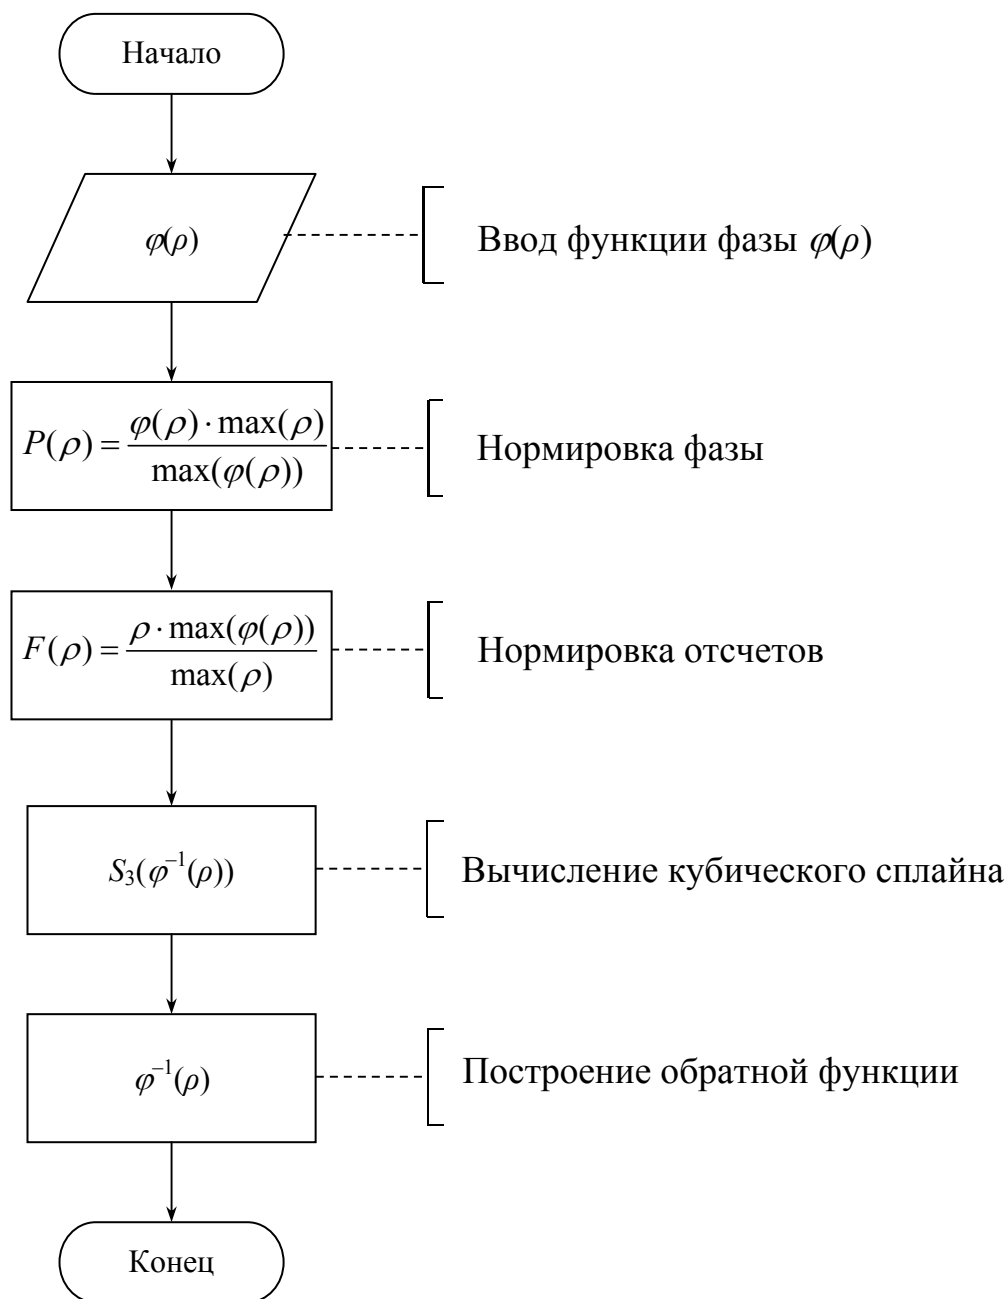 Начало
φ(ρ)
Ввод функции фазы φ(ρ)
P(ρ) = φ(ρ) · max(ρ) / max(φ(ρ))
Нормировка фазы
F(ρ) = ρ · max(φ(ρ)) / max(ρ)
Нормировка отсчетов
S₃(φ⁻¹(ρ))
Вычисление кубического сплайна
φ⁻¹(ρ)
Построение обратной функции
Конец